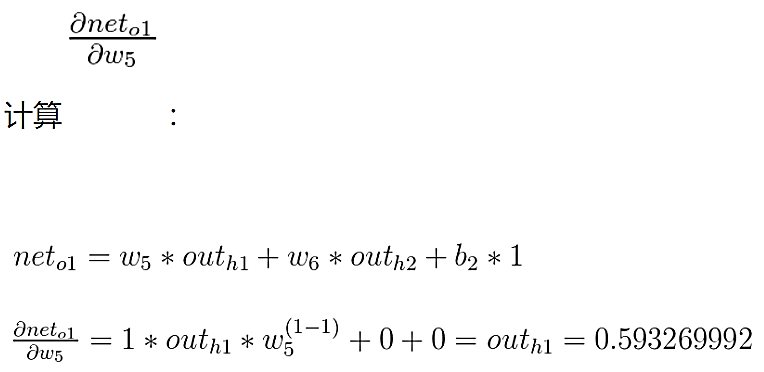 ∂net_{o1}/∂w_5
计算 :
net_{o1} = w_5 * out_{h1} + w_6 * out_{h2} + b_2 * 1
∂net_{o1}/∂w_5 = 1 * out_{h1} * w_5^{(1-1)} + 0 + 0 = out_{h1} = 0.593269992